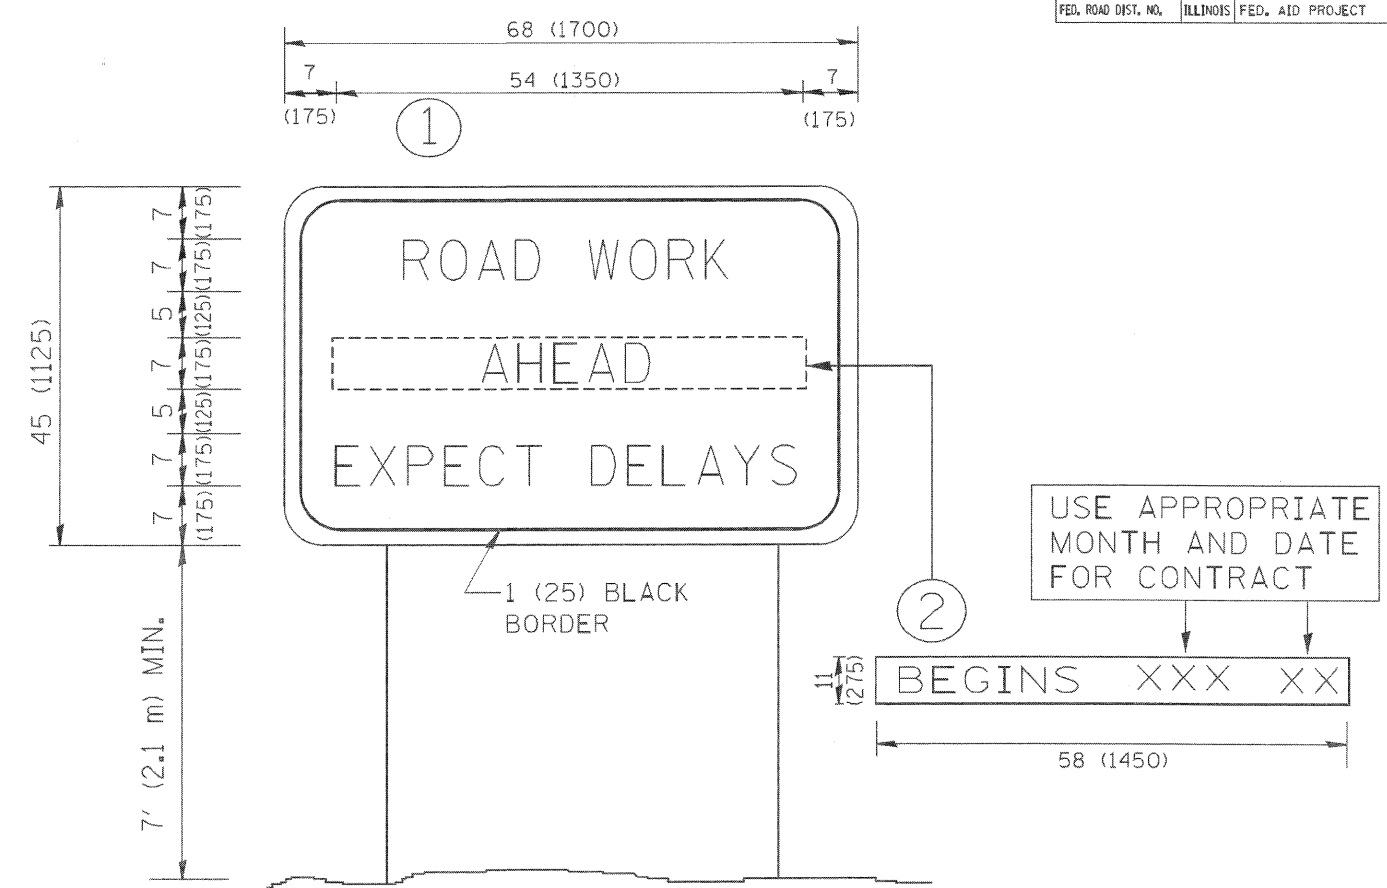 FED. ROAD DIST. NO. ILLINOIS FED. AID PROJECT
68 (1700)
7 54 (1350) 7
(175) (175)
1
45 (1125)
7 (175)
7 (175)
5 (125)
7 (175)
5 (125)
7 (175)
7 (175)
7' (2.1 m) MIN.
ROAD WORK
AHEAD
EXPECT DELAYS
1 (25) BLACK
BORDER
USE APPROPRIATE
MONTH AND DATE
FOR CONTRACT
2
11 (275)
BEGINS XXX XX
58 (1450)